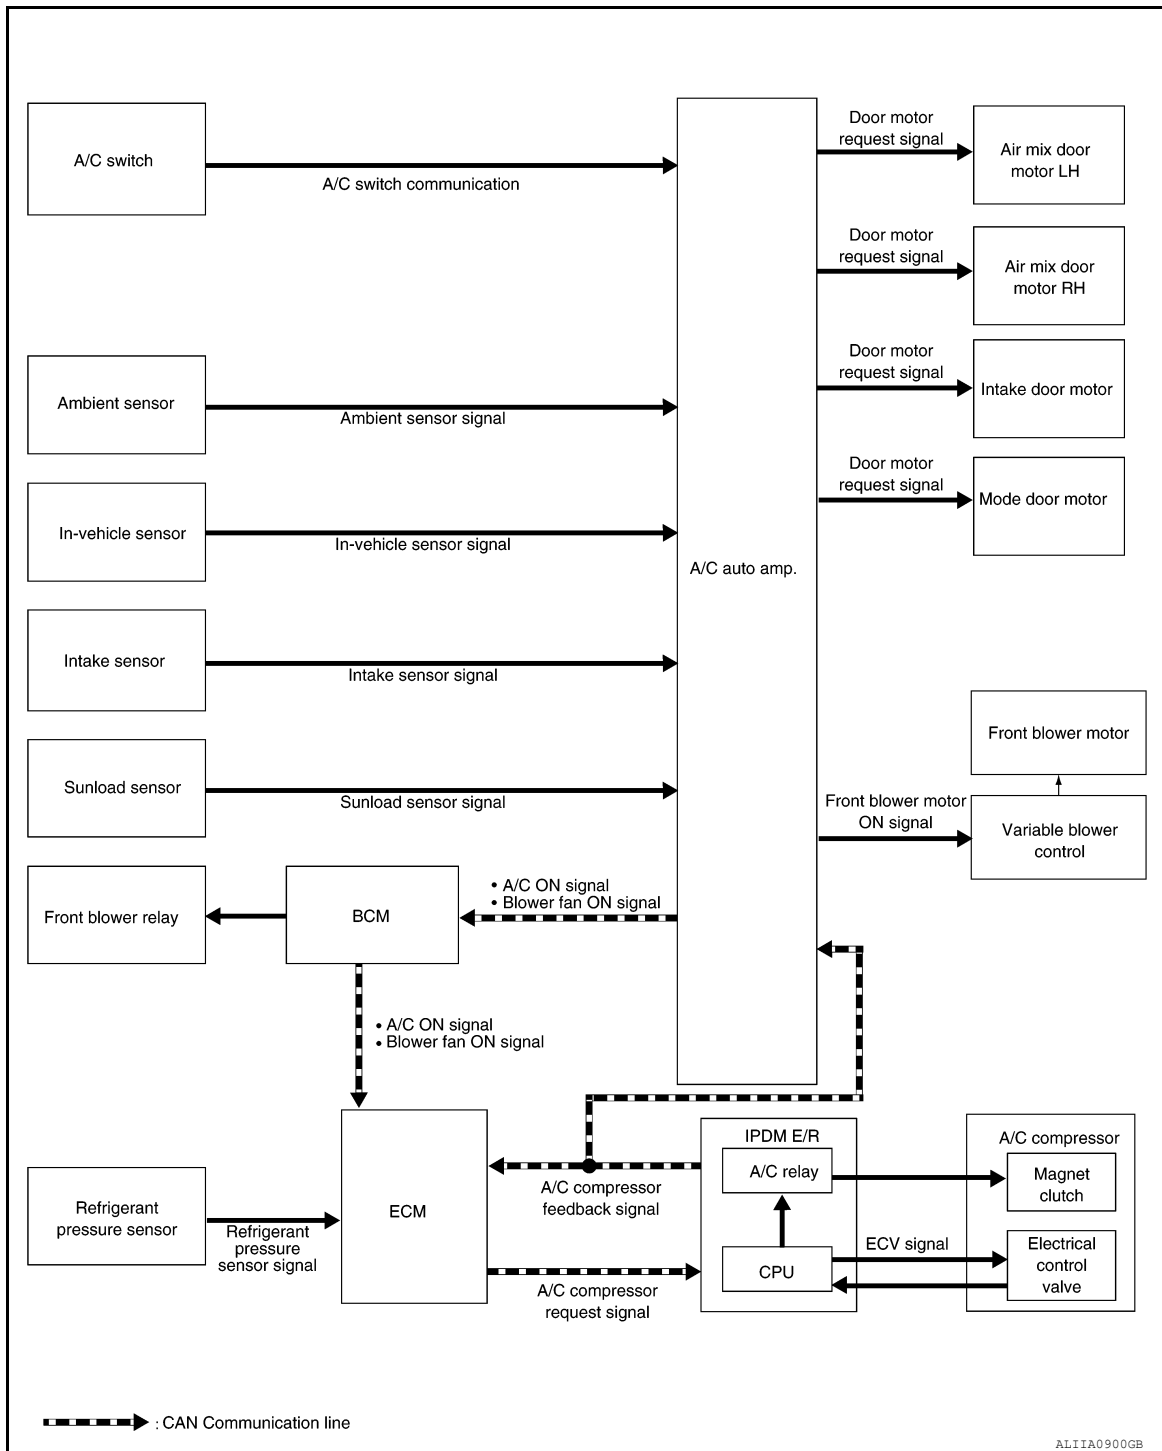 A/C switch
A/C switch communication
Door motor
request signal
Air mix door
motor LH
Door motor
request signal
Air mix door
motor RH
Door motor
request signal
Intake door motor
Ambient sensor
Ambient sensor signal
Door motor
request signal
Mode door motor
In-vehicle sensor
In-vehicle sensor signal
A/C auto amp.
Intake sensor
Intake sensor signal
Front blower motor
Sunload sensor
Sunload sensor signal
Front blower motor
ON signal
Variable blower
control
Front blower relay
BCM
• A/C ON signal
• Blower fan ON signal
• A/C ON signal
• Blower fan ON signal
IPDM E/R
A/C relay
A/C compressor
Magnet
clutch
A/C compressor
feedback signal
ECM
Refrigerant
pressure sensor
Refrigerant
pressure
sensor signal
CPU
ECV signal
Electrical
control
valve
A/C compressor
request signal
: CAN Communication line
ALIIA0900GB